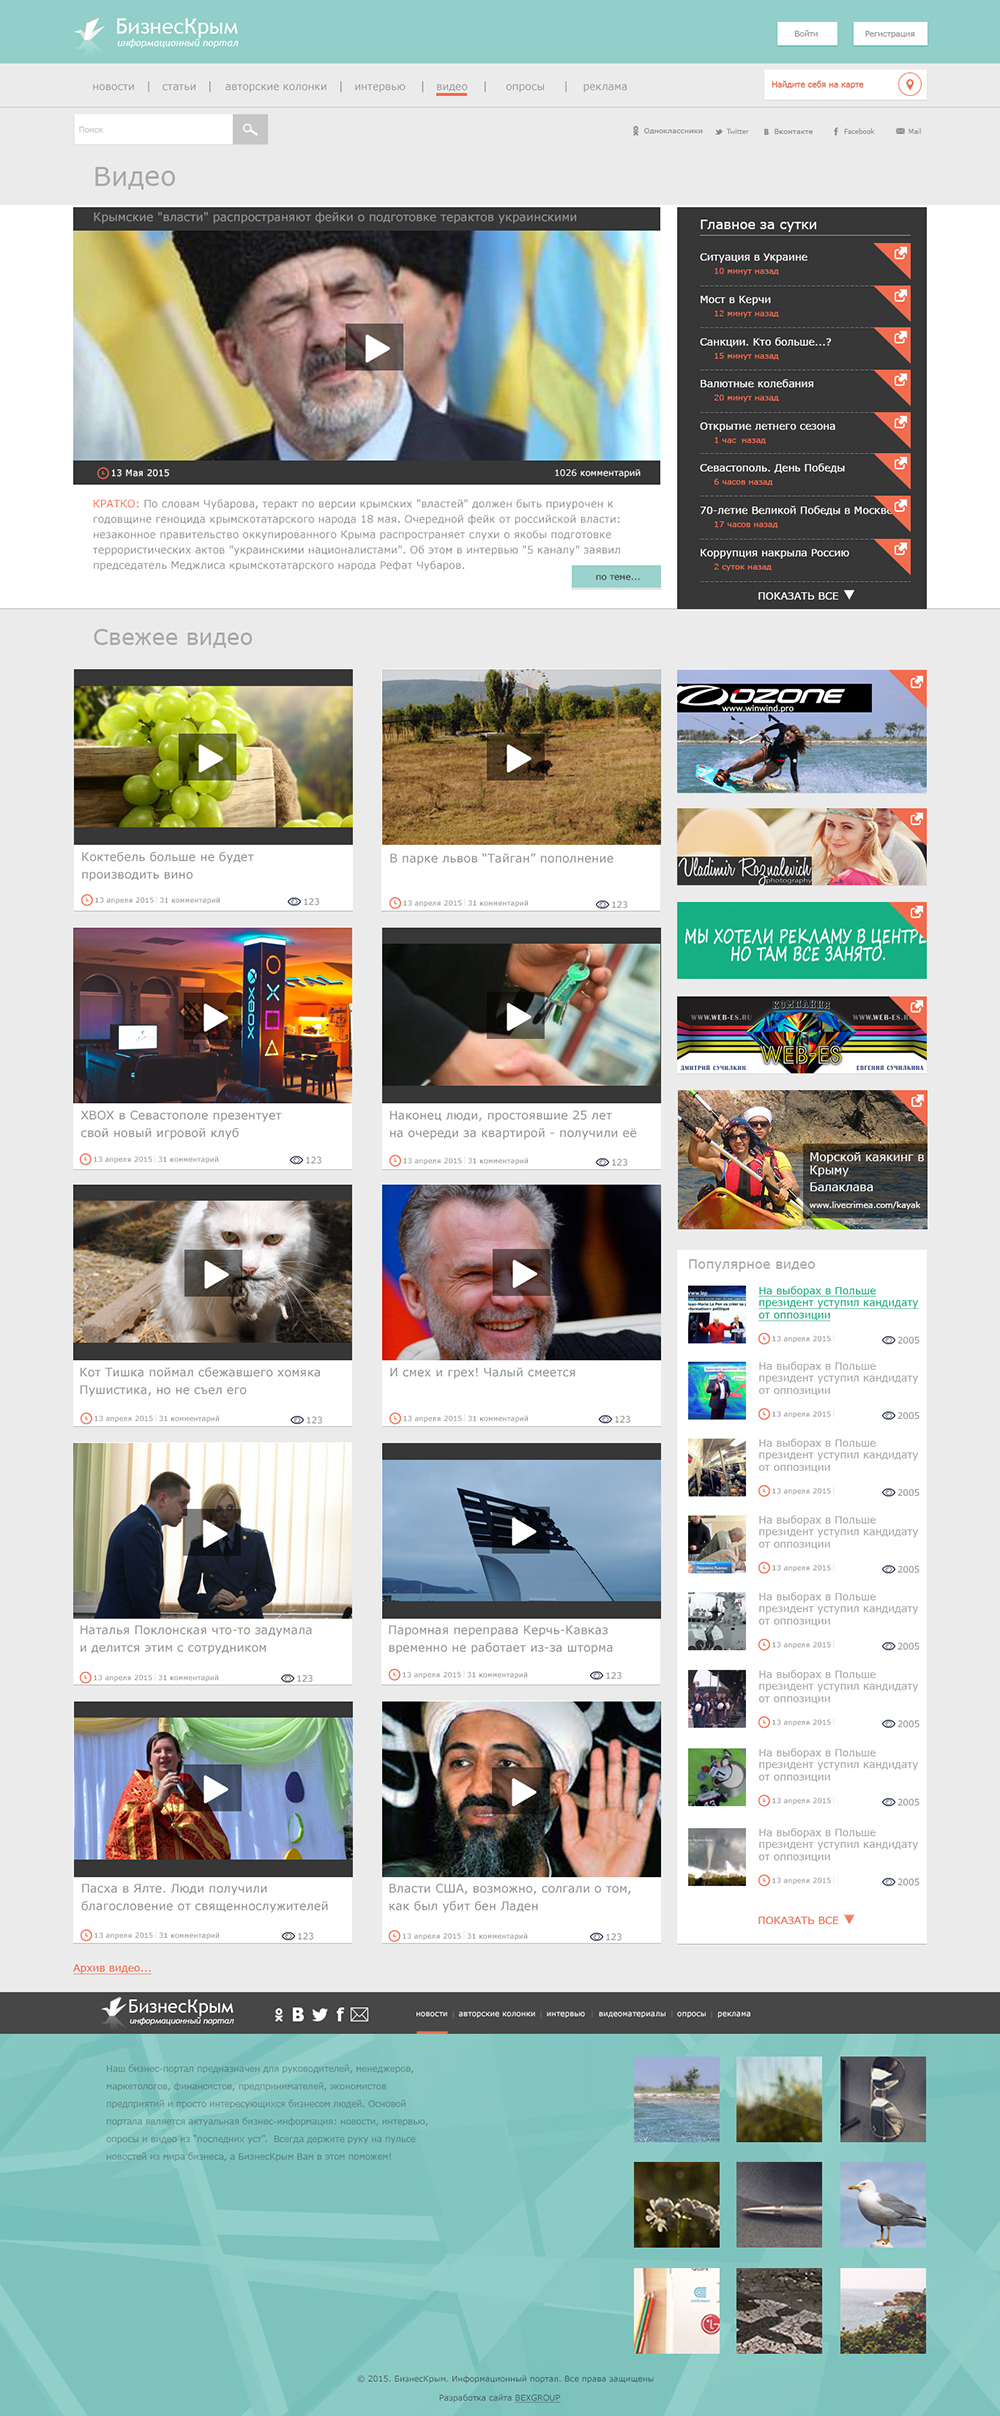 БизнесКрым
информационный портал
Войти
Регистрация
новости | статьи | авторские колонки | интервью | видео | опросы | реклама
Найдите себя на карте
Поиск
Одноклассники Twitter Вконтакте Facebook Mail
Видео
Крымские "власти" распространяют фейки о подготовке терактов украинскими
13 Мая 2015
1026 комментарий
КРАТКО: По словам Чубарова, теракт по версии крымских "властей" должен быть приурочен к
годовщине геноцида крымскотатарского народа 18 мая. Очередной фейк от российской власти:
незаконное правительство оккупированного Крыма распространяет слухи о якобы подготовке
террористических актов "украинскими националистами". Об этом в интервью "5 каналу" заявил
председатель Меджлиса крымскотатарского народа Рефат Чубаров.
по теме...
Главное за сутки
Ситуация в Украине
10 минут назад
Мост в Керчи
12 минут назад
Санкции. Кто больше...?
15 минут назад
Валютные колебания
20 минут назад
Открытие летнего сезона
1 час назад
Севастополь. День Победы
6 часов назад
70-летие Великой Победы в Москве
17 часов назад
Коррупция накрыла Россию
2 суток назад
ПОКАЗАТЬ ВСЕ
Свежее видео
Коктебель больше не будет
производить вино
13 апреля 2015 | 31 комментарий 123
В парке львов “Тайган” пополнение
13 апреля 2015 | 31 комментарий 123
XBOX
XBOX в Севастополе презентует
свой новый игровой клуб
13 апреля 2015 | 31 комментарий 123
Наконец люди, простоявшие 25 лет
на очереди за квартирой - получили её
13 апреля 2015 | 31 комментарий 123
Кот Тишка поймал сбежавшего хомяка
Пушистика, но не съел его
13 апреля 2015 | 31 комментарий 123
И смех и грех! Чалый смеется
13 апреля 2015 | 31 комментарий 123
Наталья Поклонская что-то задумала
и делится этим с сотрудником
13 апреля 2015 | 31 комментарий 123
Паромная переправа Керчь-Кавказ
временно не работает из-за шторма
13 апреля 2015 | 31 комментарий 123
Пасха в Ялте. Люди получили
благословение от священнослужителей
13 апреля 2015 | 31 комментарий 123
Власти США, возможно, солгали о том,
как был убит бен Ладен
13 апреля 2015 | 31 комментарий 123
Архив видео...
OZONE
www.winwind.pro
Vladimir Roznalevich
photography
МЫ ХОТЕЛИ РЕКЛАМУ В ЦЕНТРЕ
НО ТАМ ВСЕ ЗАНЯТО.
КОМПАНИЯ
WWW.WEB-ES.RU WWW.WEB-ES.RU
WEB-ES
ДМИТРИЙ СУЧИЛКИН ЕВГЕНИЯ СУЧИЛКИНА
Морской каякинг в
Крыму
Балаклава
www.livecrimea.com/kayak
Популярное видео
На выборах в Польше
президент уступил кандидату
от оппозиции
13 апреля 2015 | 2005
На выборах в Польше
президент уступил кандидату
от оппозиции
13 апреля 2015 | 2005
На выборах в Польше
президент уступил кандидату
от оппозиции
13 апреля 2015 | 2005
На выборах в Польше
президент уступил кандидату
от оппозиции
13 апреля 2015 | 2005
На выборах в Польше
президент уступил кандидату
от оппозиции
13 апреля 2015 | 2005
На выборах в Польше
президент уступил кандидату
от оппозиции
13 апреля 2015 | 2005
На выборах в Польше
президент уступил кандидату
от оппозиции
13 апреля 2015 | 2005
На выборах в Польше
президент уступил кандидату
от оппозиции
13 апреля 2015 | 2005
ПОКАЗАТЬ ВСЕ
БизнесКрым
информационный портал
новости | авторские колонки | интервью | видеоматериалы | опросы | реклама
Наш бизнес-портал предназначен для руководителей, менеджеров,
маркетологов, финансистов, предпринимателей, экономистов
предприятий и просто интересующихся бизнесом людей. Основой
портала является актуальная бизнес-информация: новости, интервью,
опросы и видео из "последних уст". Всегда держите руку на пульсе
новостей из мира бизнеса, а БизнесКрым Вам в этом поможем!
LG
© 2015. БизнесКрым. Информационный портал. Все права защищены
Разработка сайта BEXGROUP